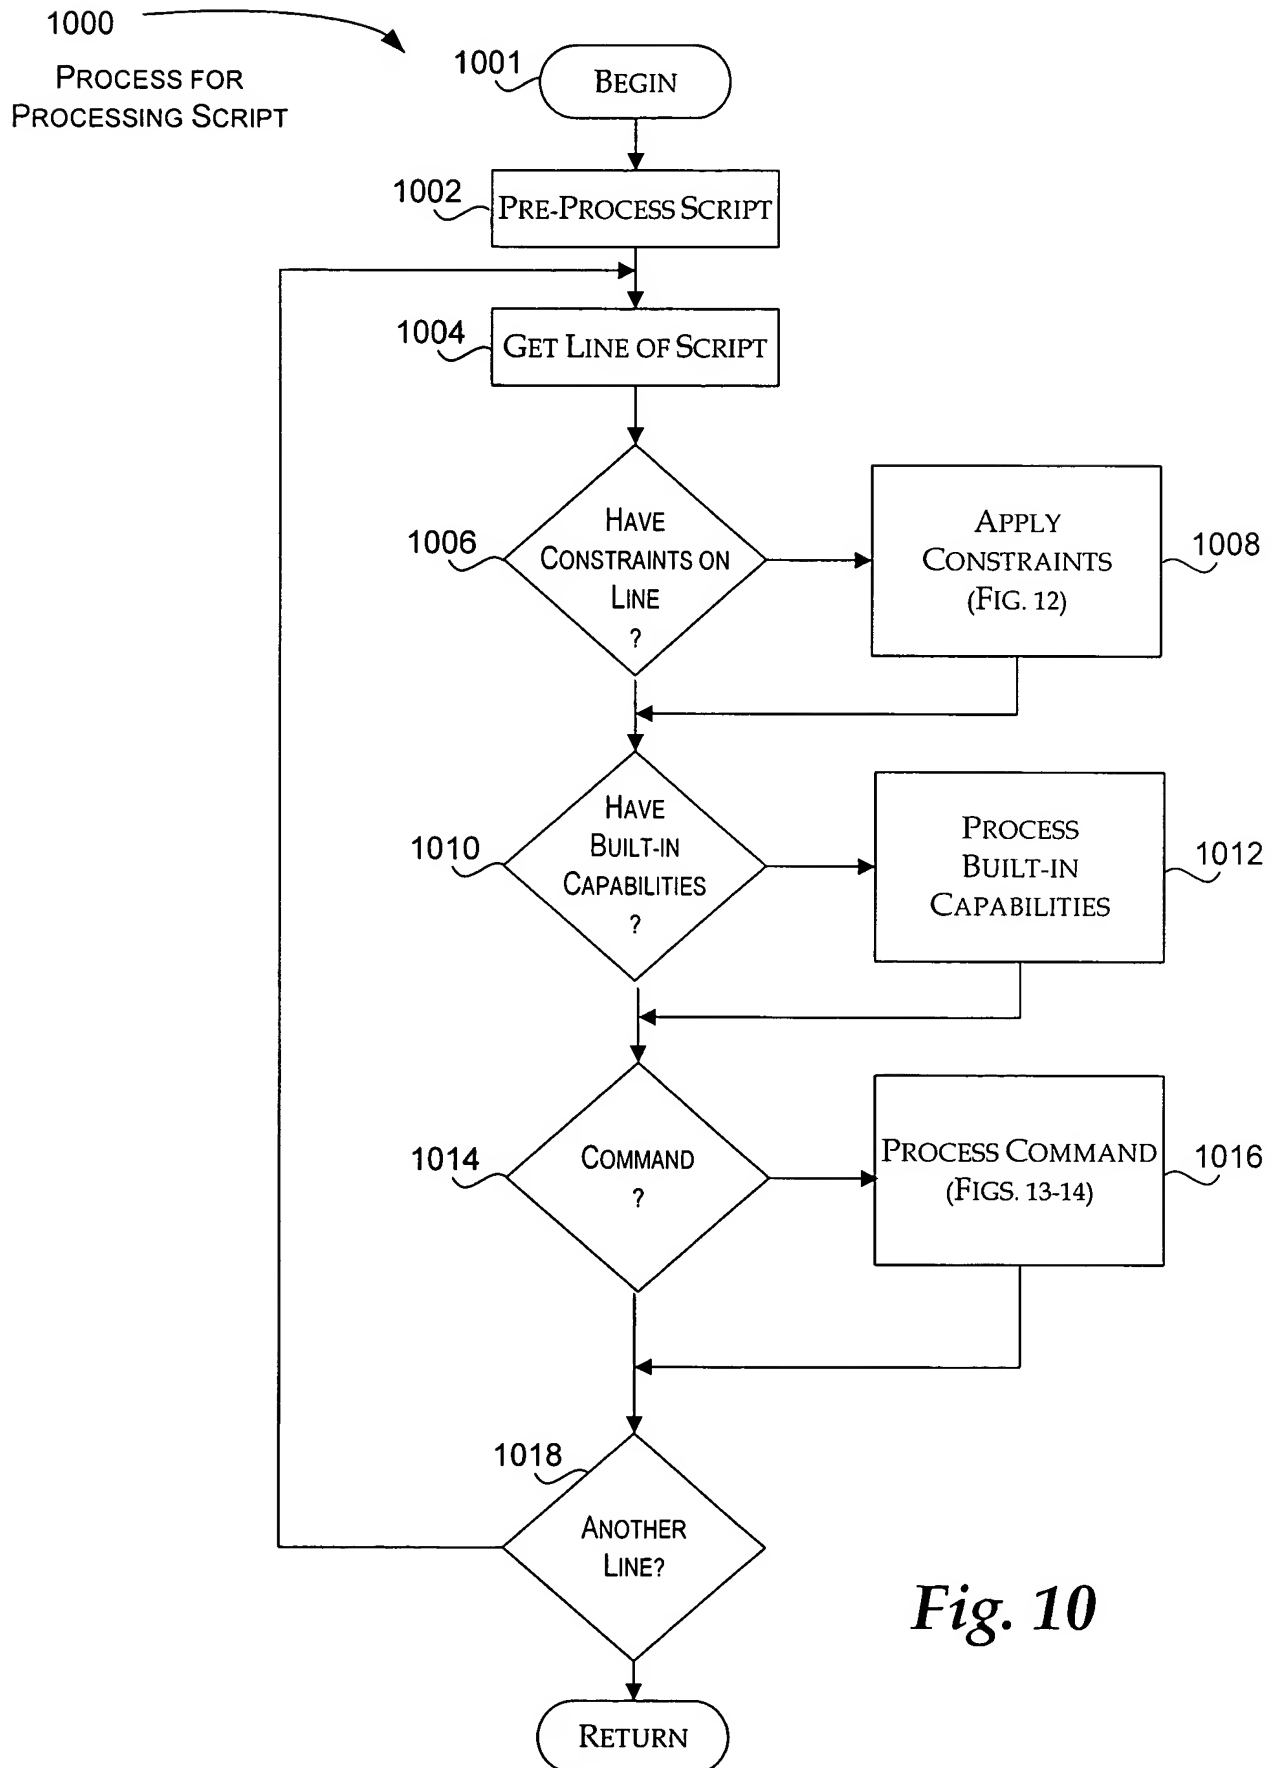 1000
PROCESS FOR
PROCESSING SCRIPT
1001
BEGIN
1002
PRE-PROCESS SCRIPT
1004
GET LINE OF SCRIPT
1006
HAVE
CONSTRAINTS ON
LINE
?
APPLY
CONSTRAINTS
(FIG. 12)
1008
1010
HAVE
BUILT-IN
CAPABILITIES
?
PROCESS
BUILT-IN
CAPABILITIES
1012
1014
COMMAND
?
PROCESS COMMAND
(FIGS. 13-14)
1016
1018
ANOTHER
LINE?
Fig. 10
RETURN